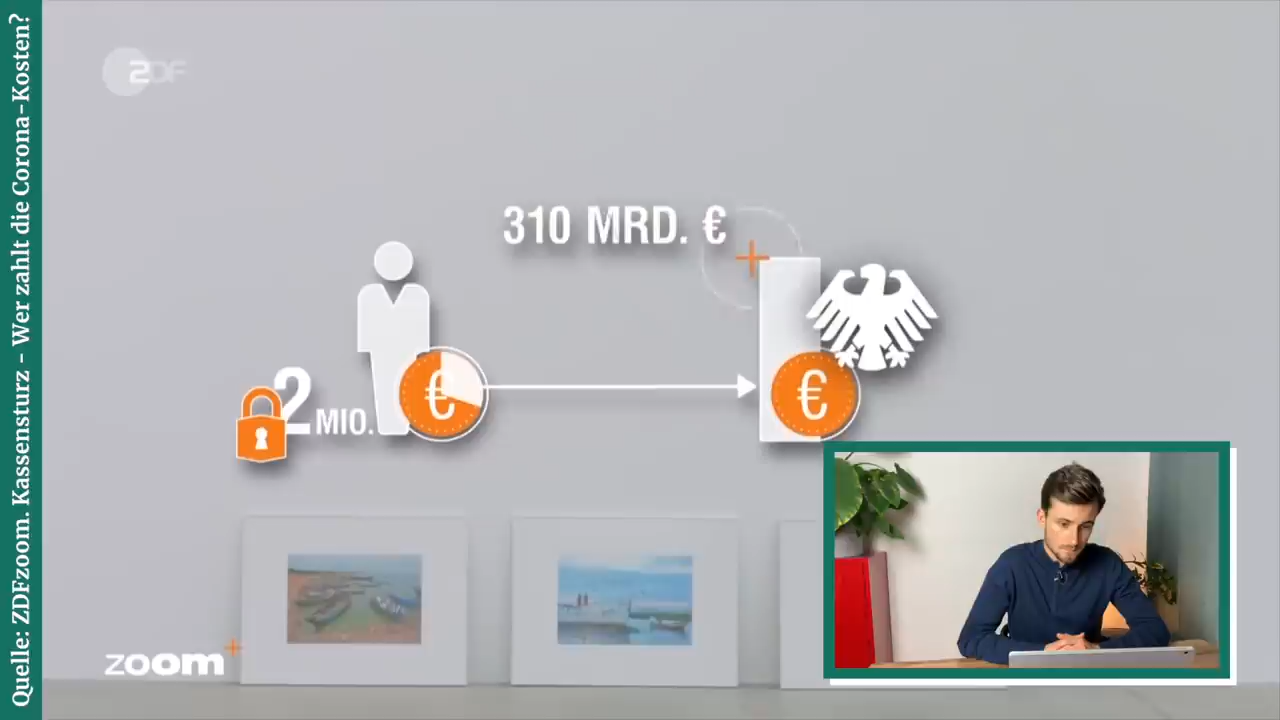 Quelle: ZDFzoom. Kassensturz - Wer zahlt die Corona-Kosten?
ZDF
310 MRD. €
2 MIO.
€
€
zoom